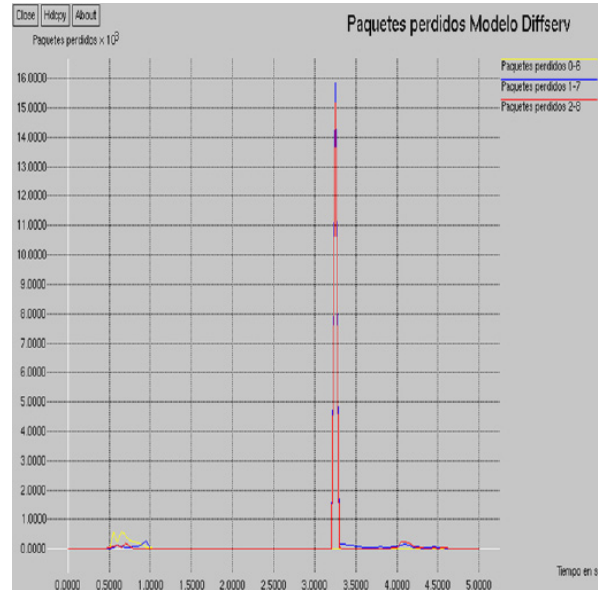 Close Hdcpy About
Paquetes perdidos Modelo Diffserv
Paquetes perdidos x 10³
Paquetes perdidos 0-6
Paquetes perdidos 1-7
Paquetes perdidos 2-8
16.0000
15.0000
14.0000
13.0000
12.0000
11.0000
10.0000
9.0000
8.0000
7.0000
6.0000
5.0000
4.0000
3.0000
2.0000
1.0000
0.0000
Tiempo en s
0.0000 0.5000 1.0000 1.5000 2.0000 2.5000 3.0000 3.5000 4.0000 4.5000 5.0000